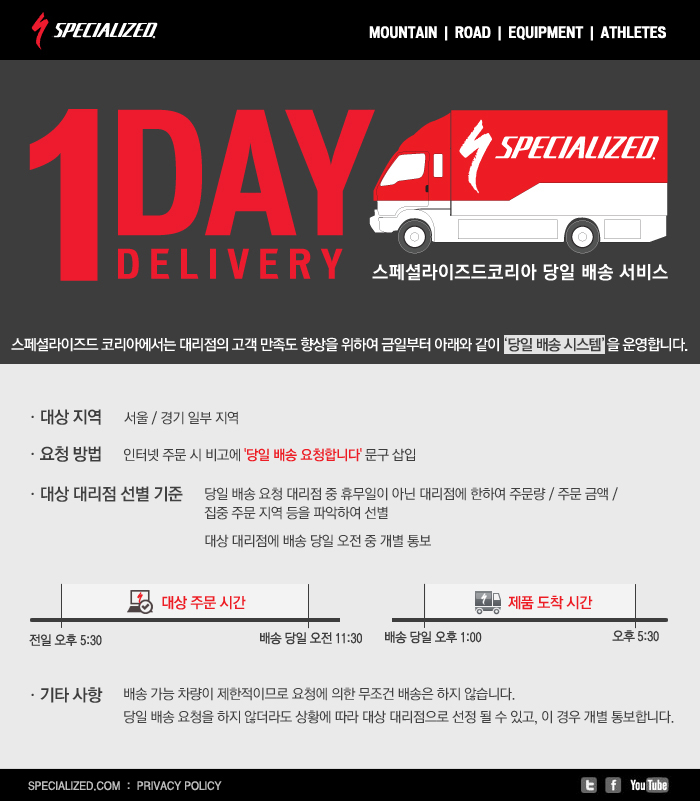 SPECIALIZED
MOUNTAIN | ROAD | EQUIPMENT | ATHLETES
1DAY
DELIVERY
SPECIALIZED
스페셜라이즈드코리아 당일 배송 서비스
스페셜라이즈드 코리아에서는 대리점의 고객 만족도 향상을 위하여 금일부터 아래와 같이 '당일 배송 시스템'을 운영합니다.
· 대상 지역 서울 / 경기 일부 지역
· 요청 방법 인터넷 주문 시 비고에 '당일 배송 요청합니다' 문구 삽입
· 대상 대리점 선별 기준 당일 배송 요청 대리점 중 휴무일이 아닌 대리점에 한하여 주문량 / 주문 금액 /
집중 주문 지역 등을 파악하여 선별
대상 대리점에 배송 당일 오전 중 개별 통보
대상 주문 시간 제품 도착 시간
전일 오후 5:30 배송 당일 오전 11:30 배송 당일 오후 1:00 오후 5:30
· 기타 사항 배송 가능 차량이 제한적이므로 요청에 의한 무조건 배송은 하지 않습니다.
당일 배송 요청을 하지 않더라도 상황에 따라 대상 대리점으로 선정 될 수 있고, 이 경우 개별 통보합니다.
SPECIALIZED.COM : PRIVACY POLICY
YouTube